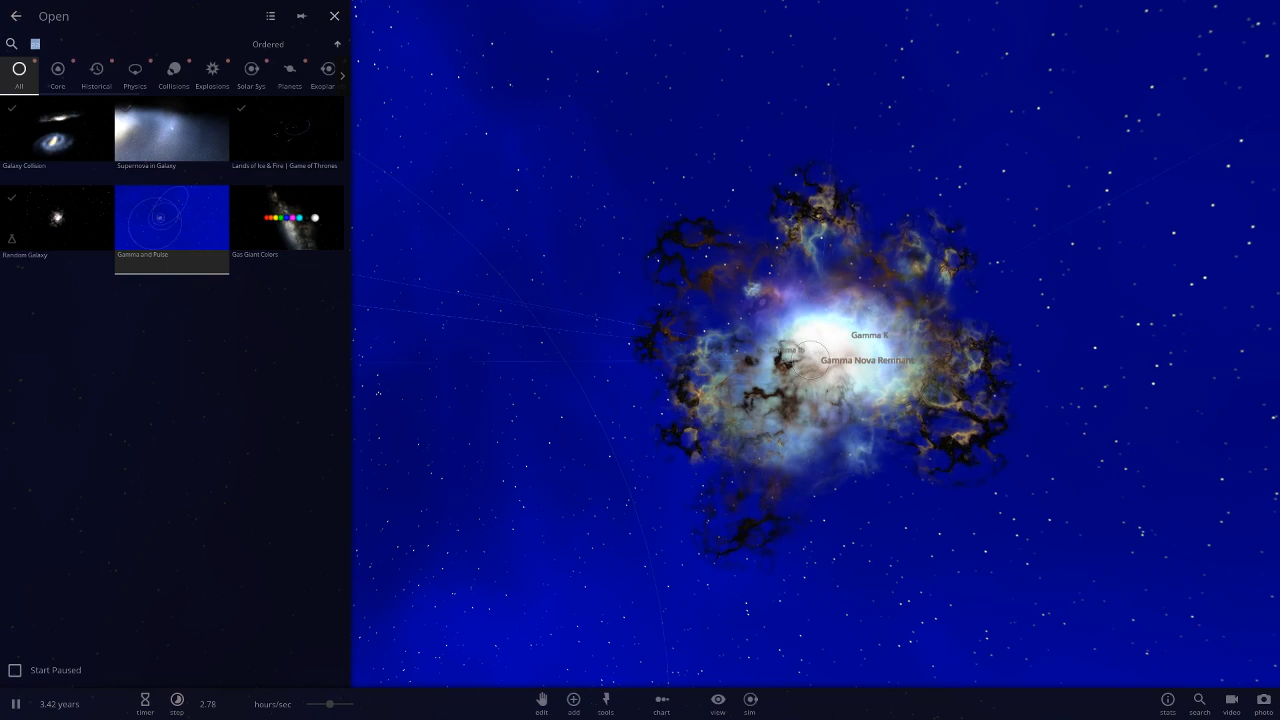 Open
Ordered
All
Core
Historical
Physics
Collisions
Explosions
Solar Sys
Planets
Exoplar
Galaxy Collision
Supernova in Galaxy
Lands of Ice & Fire | Game of Thrones
Random Galaxy
Gamma and Pulse
Gas Giant Colors
Gamma K
Gamma Nova Remnant
Start Paused
3.42 years
timer
step
2.78
hours/sec
edit
add
tools
chart
view
sim
stats
search
video
photo